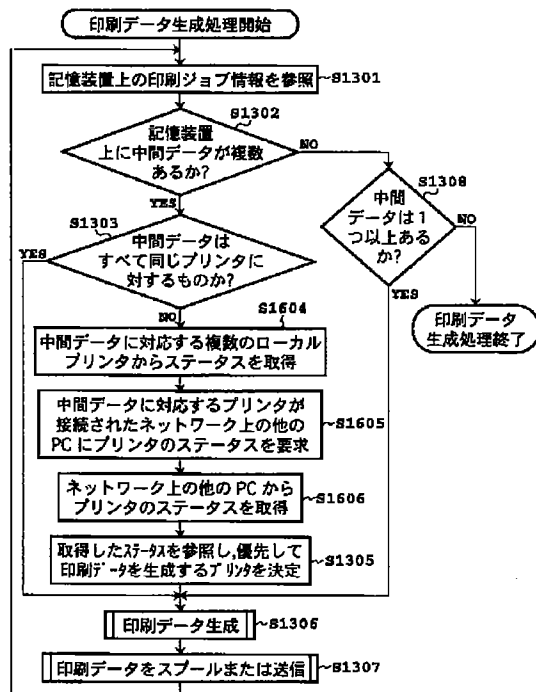 印刷データ生成処理開始
記憶装置上の印刷ジョブ情報を参照
S1301
S1302
記憶装置
上に中間データが複数
あるか?
NO
YES
S1308
中間
データは1
つ以上ある
か?
NO
YES
S1303
中間データは
すべて同じプリンタに
対するものか?
YES
NO
印刷データ
生成処理終了
S1604
中間データに対応する複数のローカル
プリンタからステータスを取得
中間データに対応するプリンタが
接続されたネットワーク上の他の
PCにプリンタのステータスを要求
S1605
ネットワーク上の他のPCから
プリンタのステータスを取得
S1606
取得したステータスを参照し,優先して
印刷データを生成するプリンタを決定
S1305
印刷データ生成
S1306
印刷データをスプールまたは送信
S1307